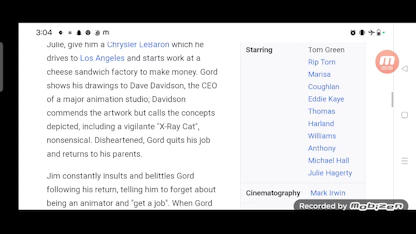 3:04
Julie, give him a Chrysler LeBaron which he
drives to Los Angeles and starts work at a
cheese sandwich factory to make money. Gord
shows his drawings to Dave Davidson, the CEO
of a major animation studio; Davidson
commends the artwork but calls the concepts
depicted, including a vigilante "X-Ray Cat",
nonsensical. Disheartened, Gord quits his job
and returns to his parents.
Jim constantly insults and belittles Gord
following his return, telling him to forget about
being an animator and "get a job". When Gord
Starring
Tom Green
Rip Torn
Marisa
Coughlan
Eddie Kaye
Thomas
Harland
Williams
Anthony
Michael Hall
Julie Hagerty
Cinematography Mark Irwin
Recorded by Mobizen